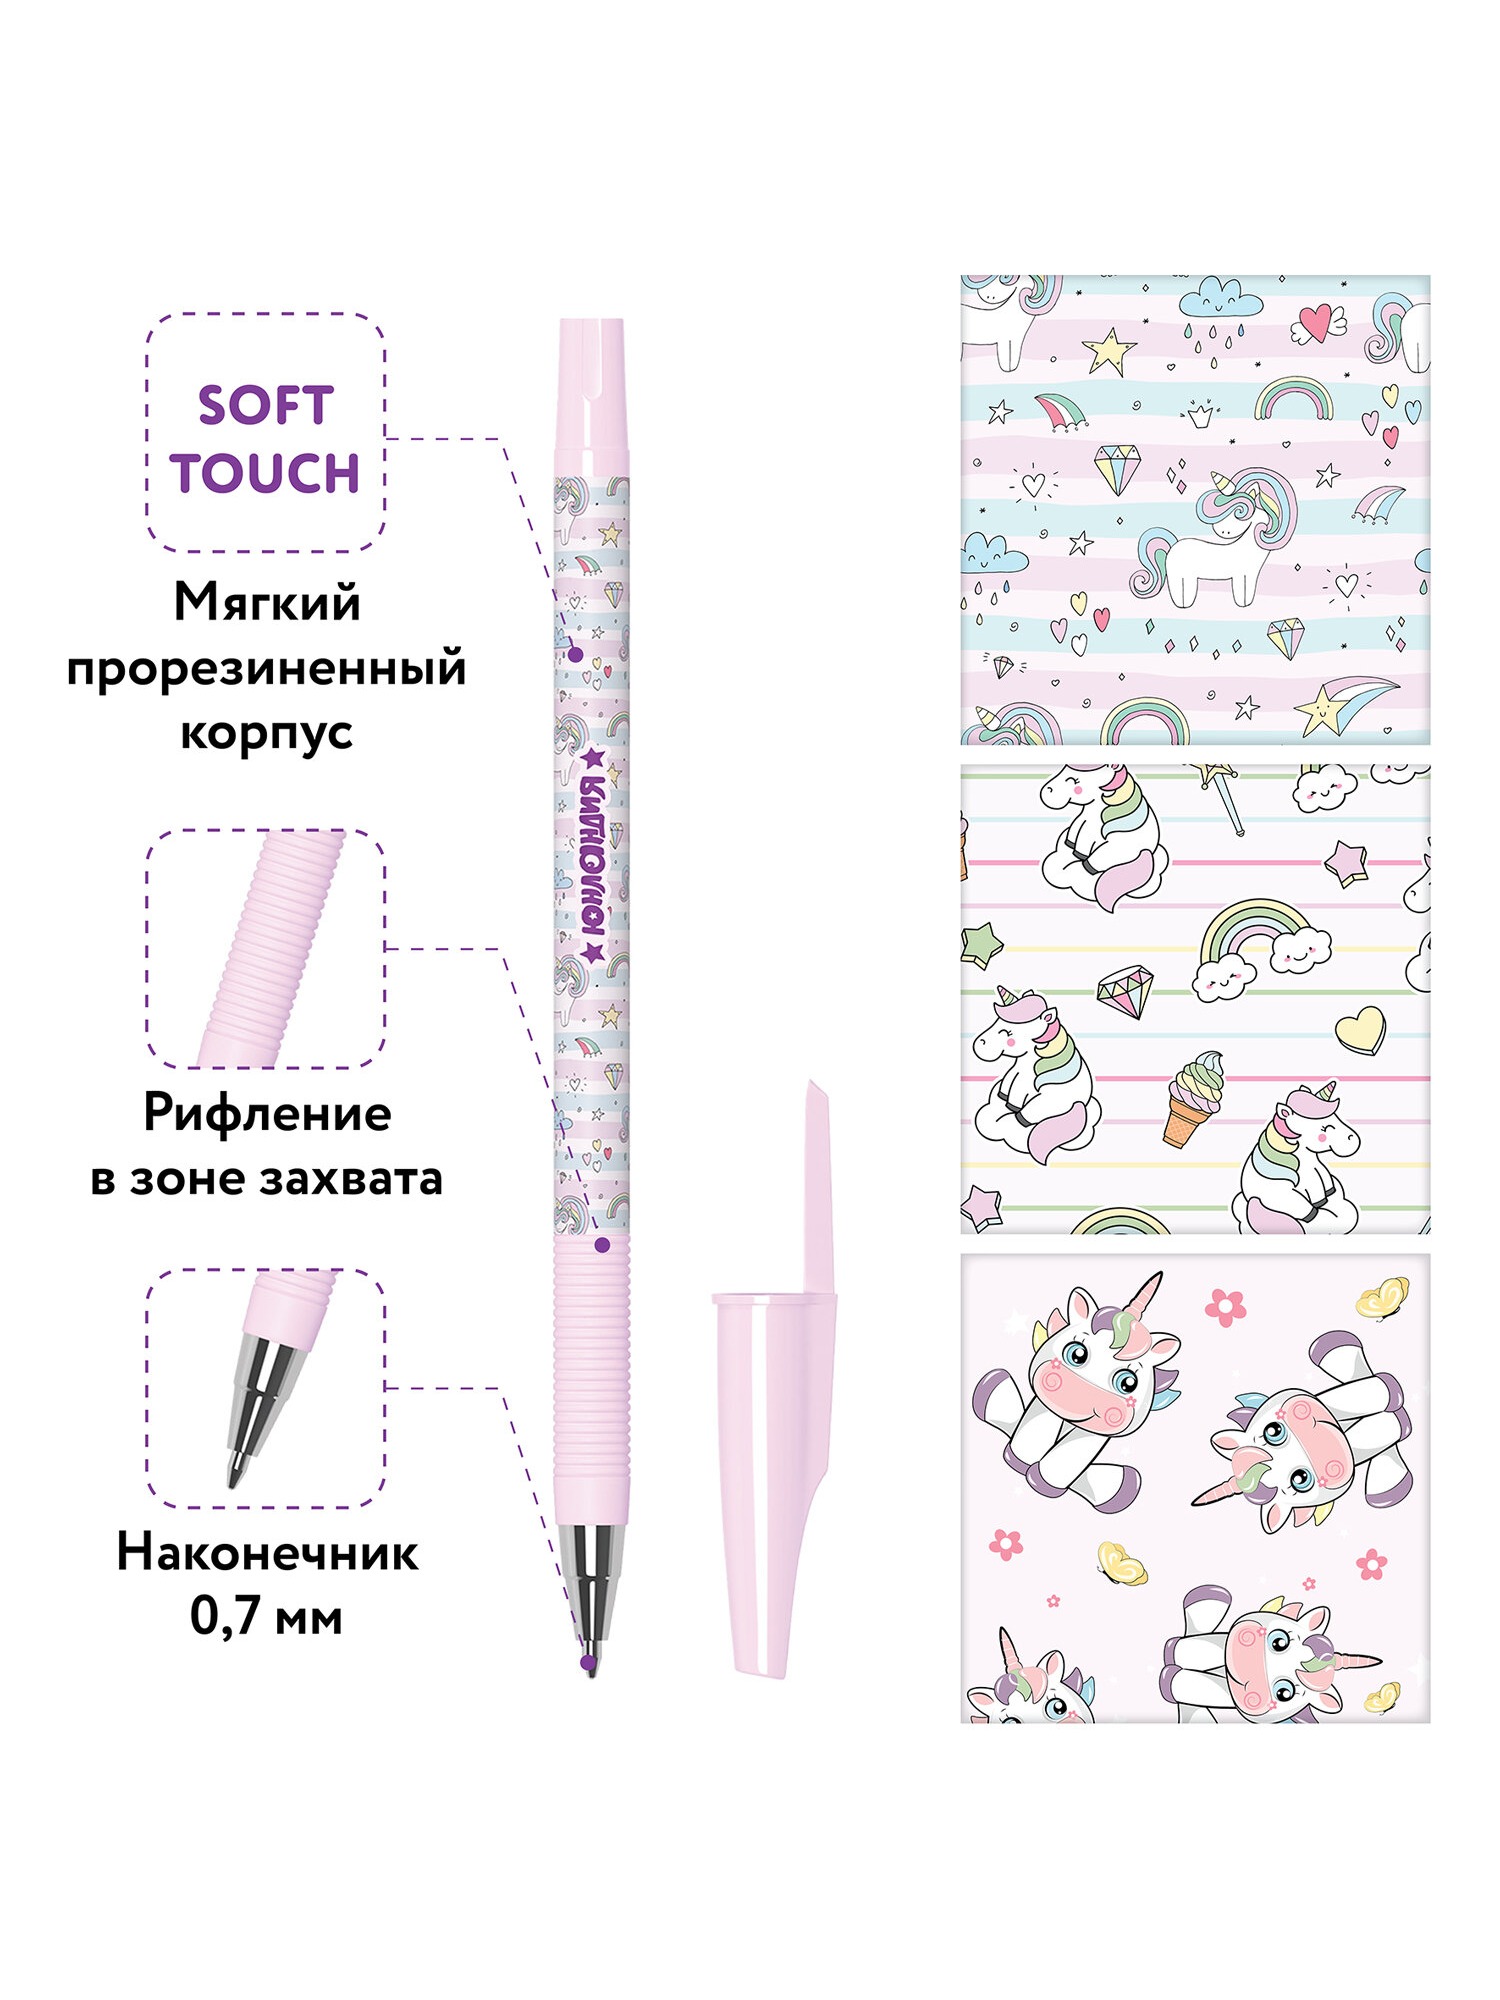 SOFT
TOUCH
Мягкий
прорезиненный
корпус
Рифление
в зоне захвата
Наконечник
0,7 мм
ЮНЛАНДИЯ